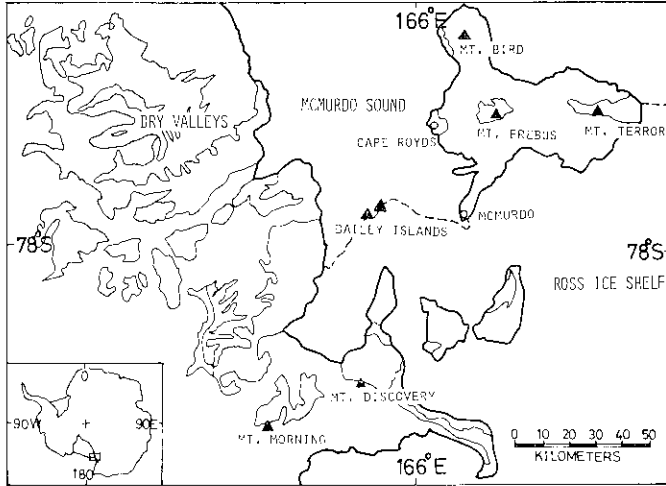 166°E
MT. BIRD
MCMURDO SOUND
DRY VALLEYS
CAPE ROYDS
MT. EREBUS
MT. TERROR
DAILEY ISLANDS
MCMURDO
78°S
78°S
ROSS ICE SHELF
MT. DISCOVERY
MT. MORNING
0
90W
90E
180
166°E
0 10 20 30 40 50
KILOMETERS